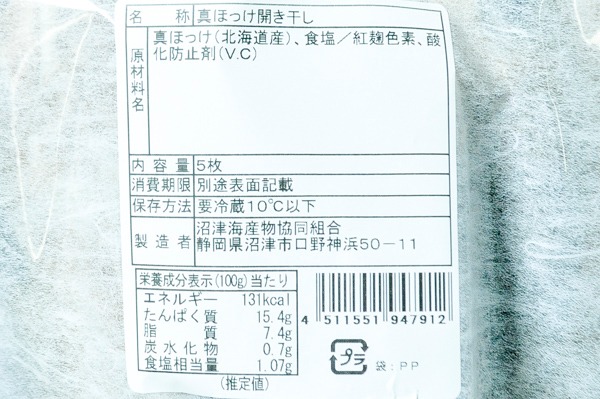 名称 真ほっけ開き干し
原材料名 真ほっけ(北海道産)、食塩/紅麹色素、酸
化防止剤(V.C)
内容量 5枚
消費期限 別途表面記載
保存方法 要冷蔵10℃以下
製造者 沼津海産物協同組合
静岡県沼津市口野神浜50-11
栄養成分表示(100g)当たり
エネルギー 131kcal
たんぱく質 15.4g
脂質 7.4g
炭水化物 0.7g
食塩相当量 1.07g
(推定値)
4 511551 947912
プラ 袋:PP